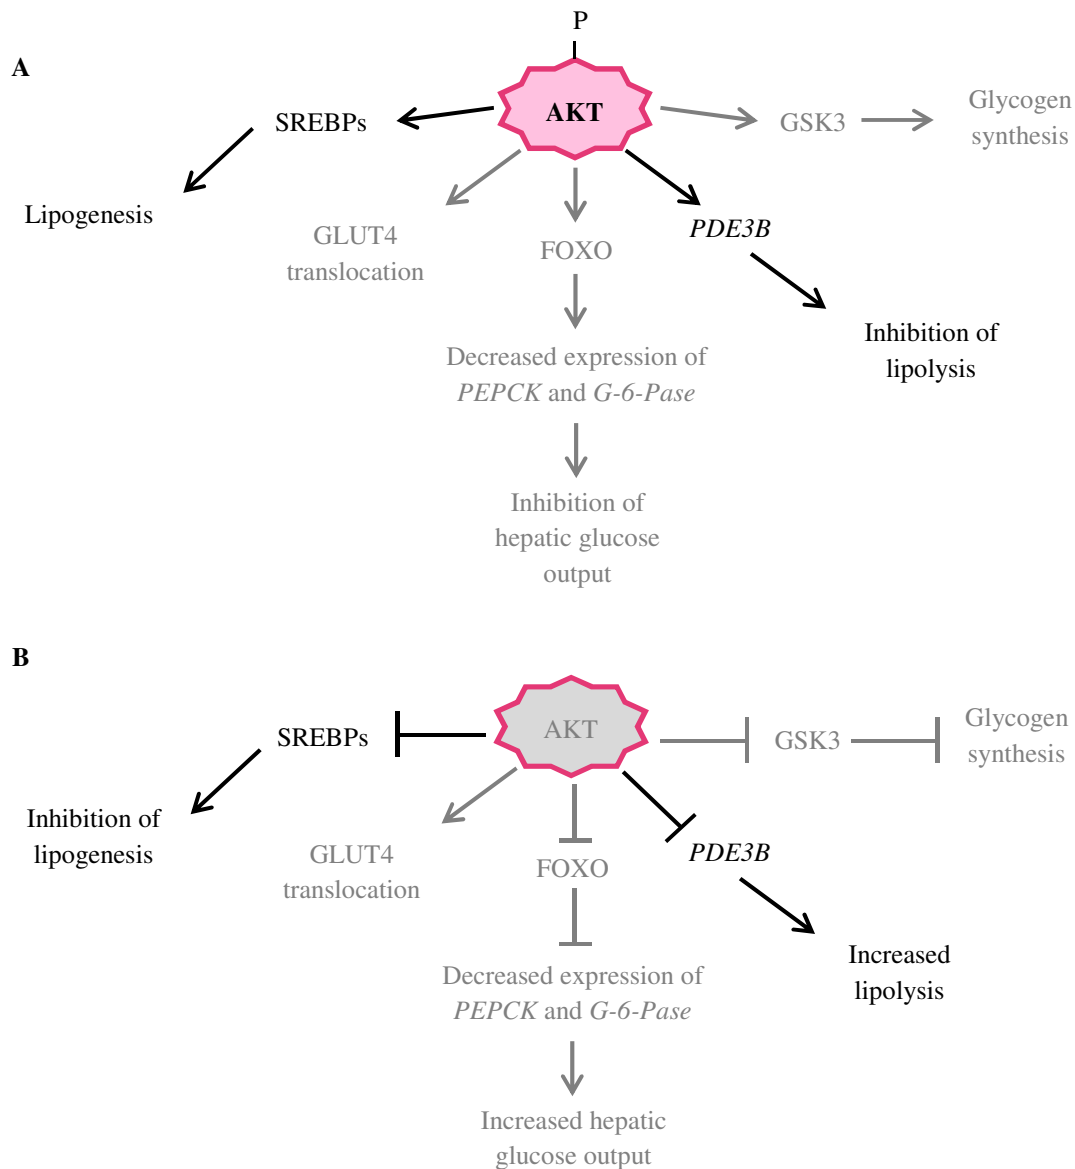 P
A
AKT
SREBPs
GSK3
Glycogen
synthesis
Lipogenesis
GLUT4
translocation
FOXO
PDE3B
Inhibition of
lipolysis
Decreased expression of
PEPCK and G-6-Pase
Inhibition of
hepatic glucose
output
B
AKT
SREBPs
GSK3
Glycogen
synthesis
Inhibition of
lipogenesis
GLUT4
translocation
FOXO
PDE3B
Increased
lipolysis
Decreased expression of
PEPCK and G-6-Pase
Increased hepatic
glucose output